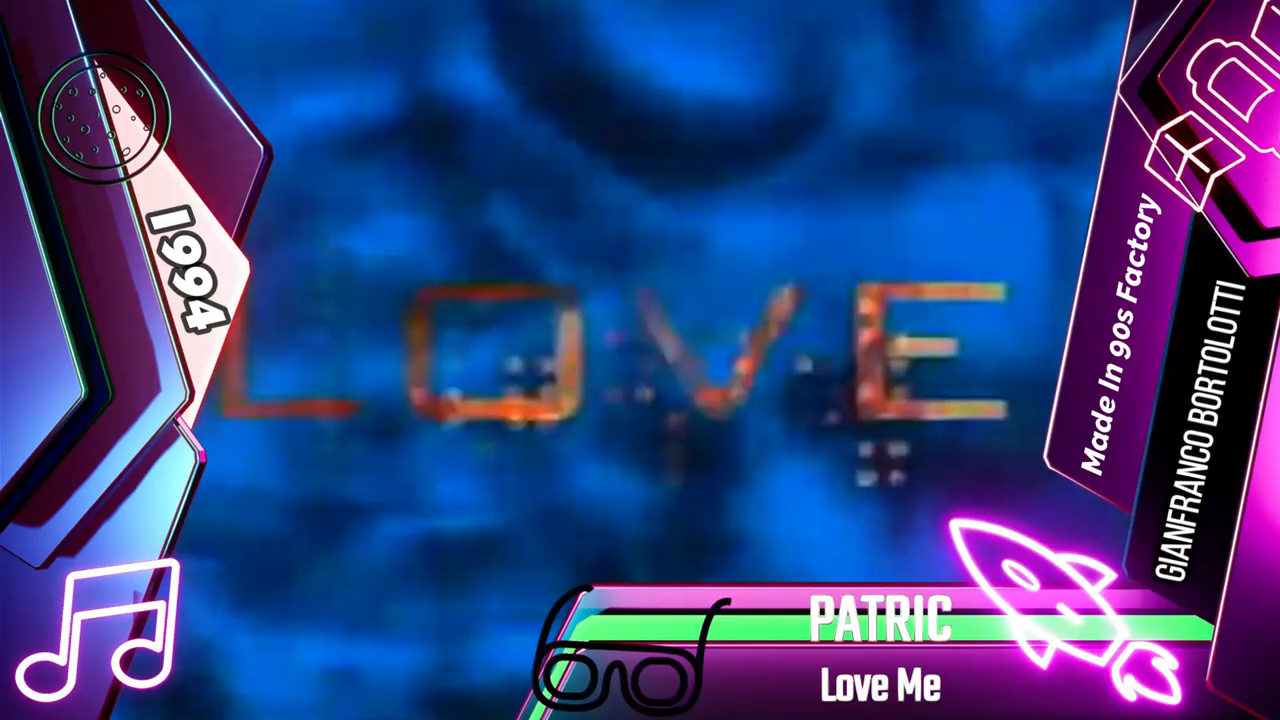 1994
LOVE
Made In 90s Factory
GIANFRANCO BORTOLOTTI
PATRIC
Love Me